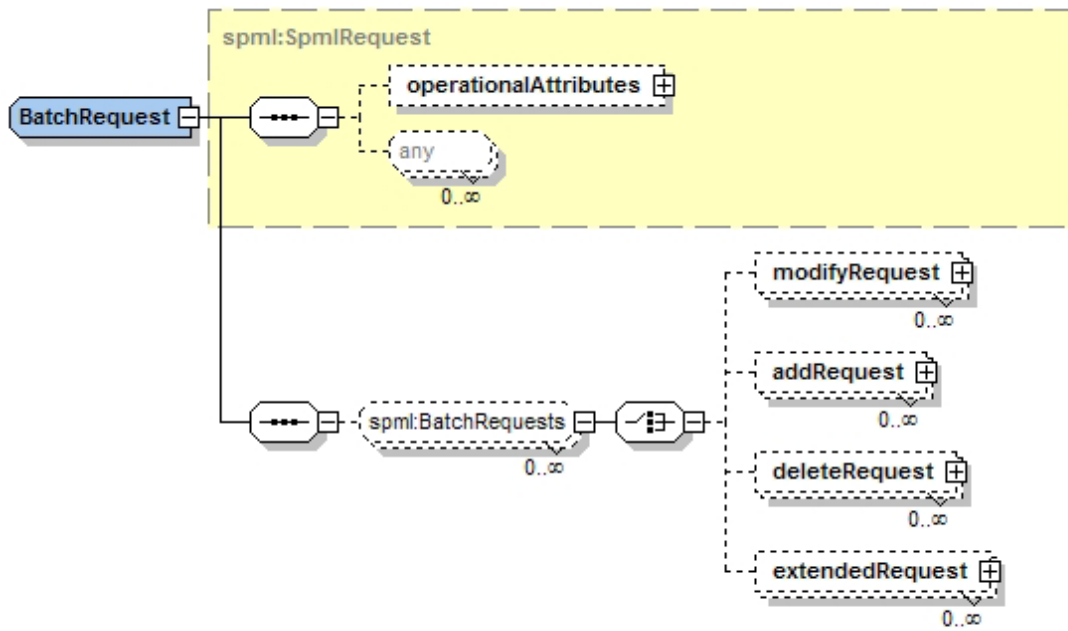 spml:SpmlRequest
operationalAttributes
BatchRequest
any
0..∞
modifyRequest
0..∞
addRequest
0..∞
spml:BatchRequests
0..∞
deleteRequest
0..∞
extendedRequest
0..∞